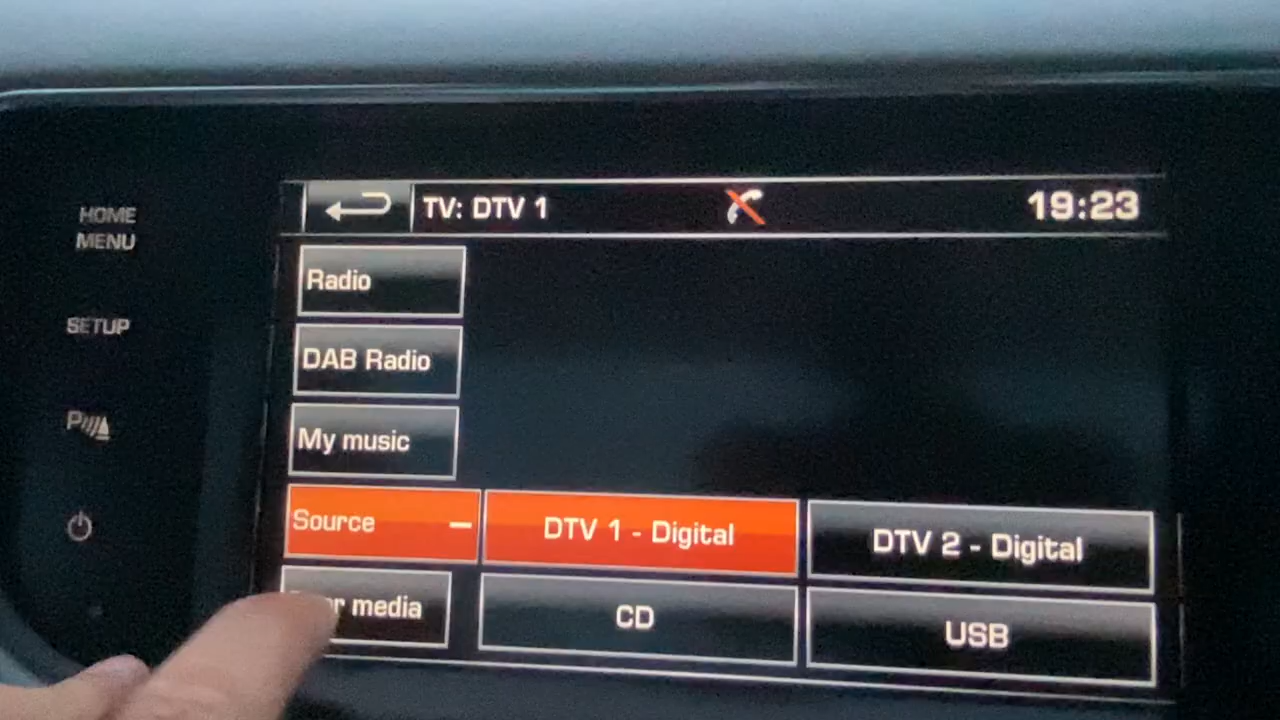 HOME
MENU
SETUP
P
TV: DTV 1
19:23
Radio
DAB Radio
My music
Source –
DTV 1 - Digital
DTV 2 - Digital
media
CD
USB